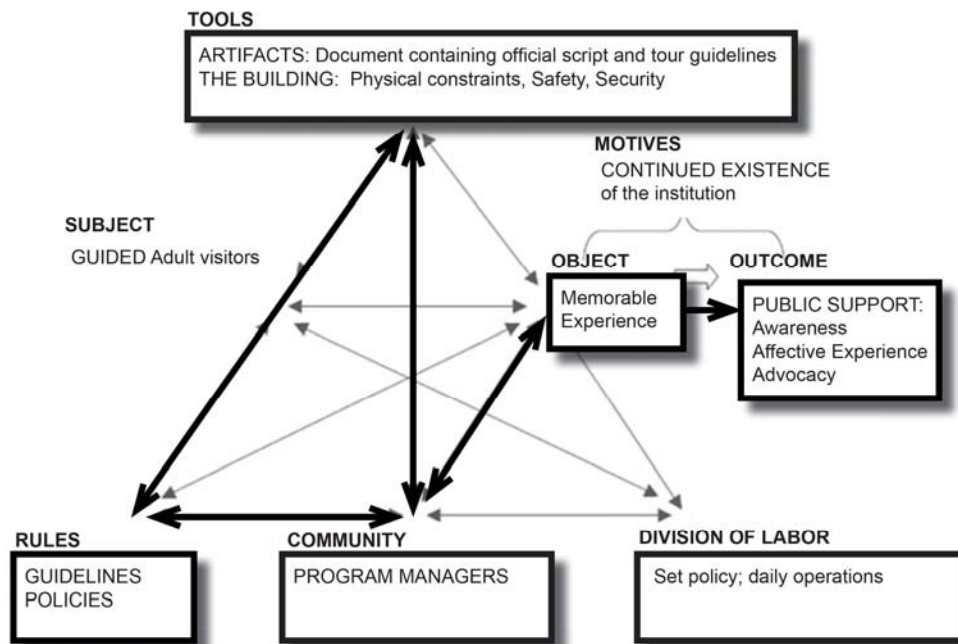 TOOLS
ARTIFACTS: Document containing official script and tour guidelines
THE BUILDING: Physical constraints, Safety, Security
MOTIVES
CONTINUED EXISTENCE
of the institution
SUBJECT
GUIDED Adult visitors
OBJECT
Memorable
Experience
OUTCOME
PUBLIC SUPPORT:
Awareness
Affective Experience
Advocacy
RULES
GUIDELINES
POLICIES
COMMUNITY
PROGRAM MANAGERS
DIVISION OF LABOR
Set policy; daily operations